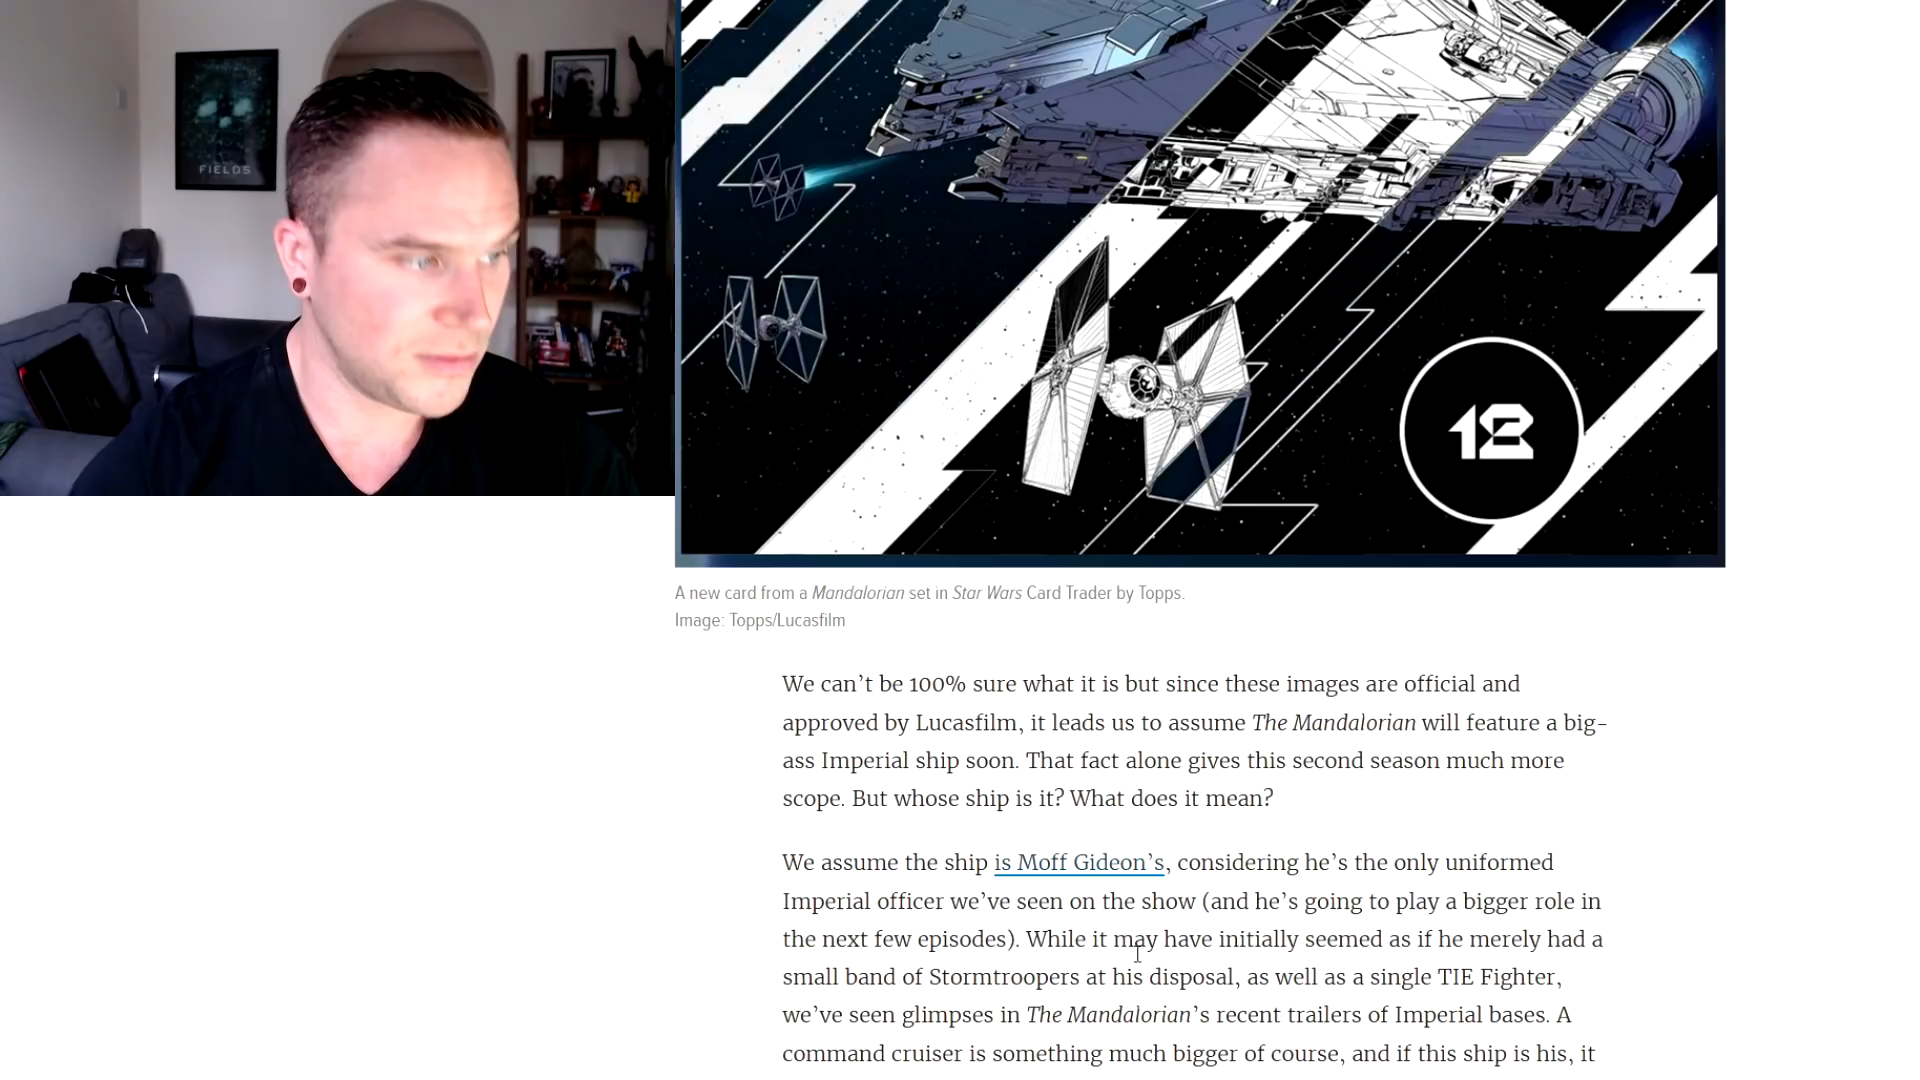 FIELDS
18
A new card from a Mandalorian set in Star Wars Card Trader by Topps.
Image: Topps/Lucasfilm
We can’t be 100% sure what it is but since these images are official and
approved by Lucasfilm, it leads us to assume The Mandalorian will feature a big-
ass Imperial ship soon. That fact alone gives this second season much more
scope. But whose ship is it? What does it mean?
We assume the ship is Moff Gideon’s, considering he’s the only uniformed
Imperial officer we’ve seen on the show (and he’s going to play a bigger role in
the next few episodes). While it may have initially seemed as if he merely had a
small band of Stormtroopers at his disposal, as well as a single TIE Fighter,
we’ve seen glimpses in The Mandalorian’s recent trailers of Imperial bases. A
command cruiser is something much bigger of course, and if this ship is his, it